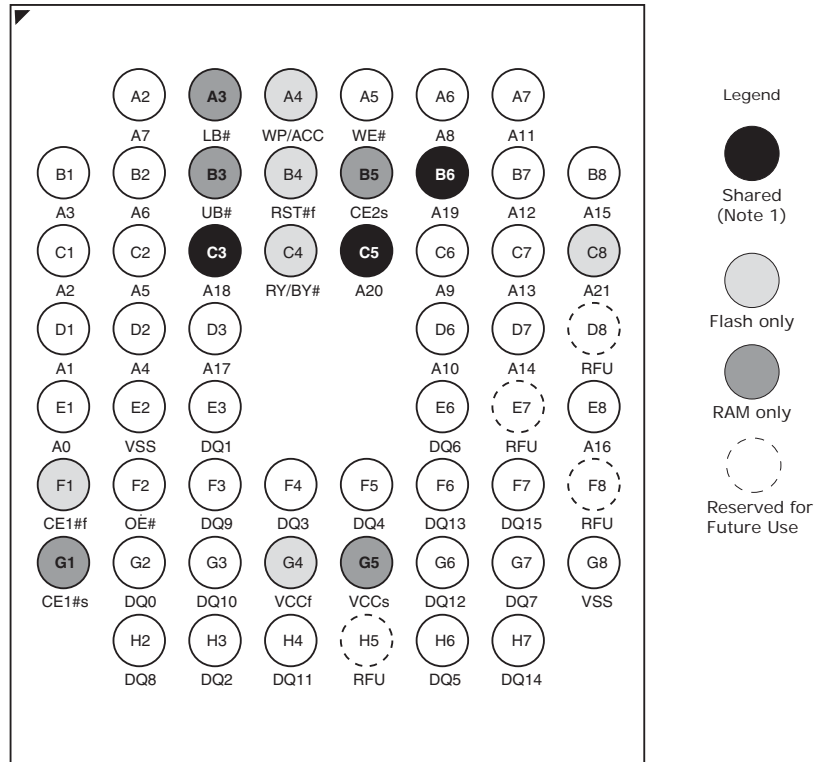 A2 A3 A4 A5 A6 A7
A7 LB# WP/ACC WE# A8 A11
B1 B2 B3 B4 B5 B6 B7 B8
A3 A6 UB# RST#f CE2s A19 A12 A15
C1 C2 C3 C4 C5 C6 C7 C8
A2 A5 A18 RY/BY# A20 A9 A13 A21
D1 D2 D3 D6 D7 D8
A1 A4 A17 A10 A14 RFU
E1 E2 E3 E6 E7 E8
A0 VSS DQ1 DQ6 RFU A16
F1 F2 F3 F4 F5 F6 F7 F8
CE1#f OE# DQ9 DQ3 DQ4 DQ13 DQ15 RFU
G1 G2 G3 G4 G5 G6 G7 G8
CE1#s DQ0 DQ10 VCCf VCCs DQ12 DQ7 VSS
H2 H3 H4 H5 H6 H7
DQ8 DQ2 DQ11 RFU DQ5 DQ14
Legend
Shared
(Note 1)
Flash only
RAM only
Reserved for
Future Use